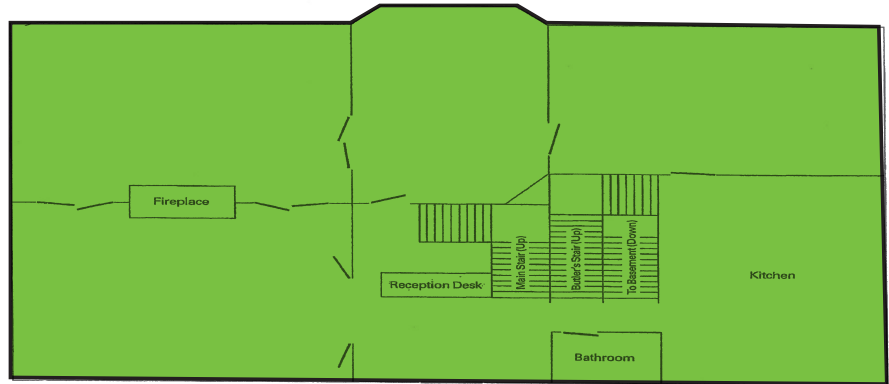 Fireplace
Reception Desk
Main Stair (Up)
Butler's Stair (Up)
To Basement (Down)
Kitchen
Bathroom